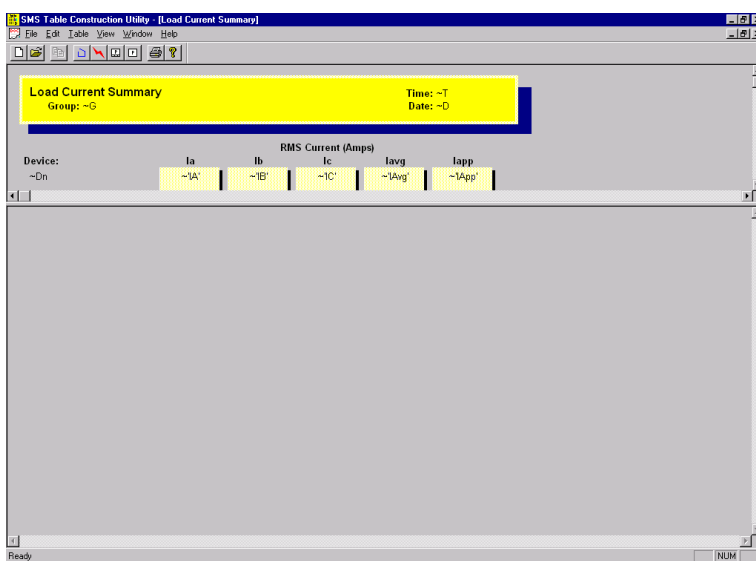 SMS Table Construction Utility - [Load Current Summary]
File Edit Table View Window Help
Load Current Summary
Time: ~T
Group: ~G
Date: ~D
RMS Current (Amps)
Device: Ia Ib Ic Iavg Iapp
~Dn ~'IA' ~'IB' ~'IC' ~'IAvg' ~'IApp'
Ready NUM